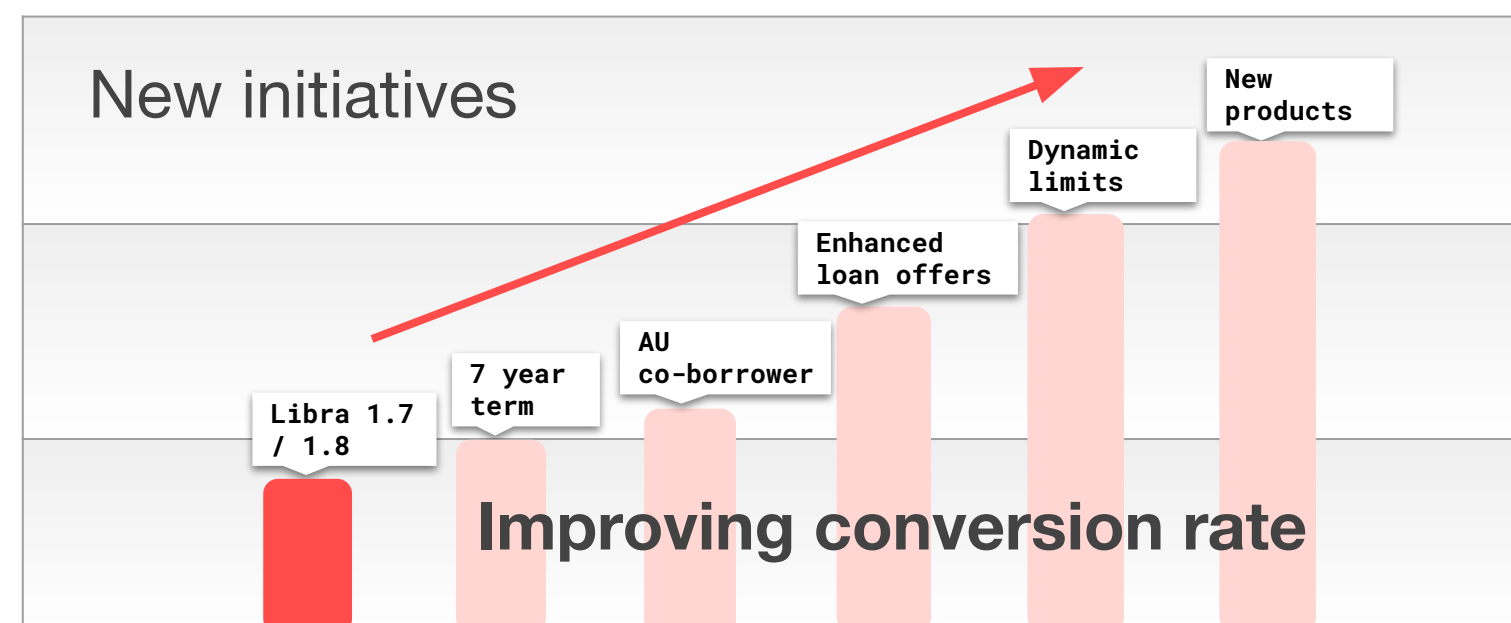 New initiatives
New
products
Dynamic
limits
Enhanced
loan offers
AU
co-borrower
7 year
term
Libra 1.7
/ 1.8
Improving conversion rate